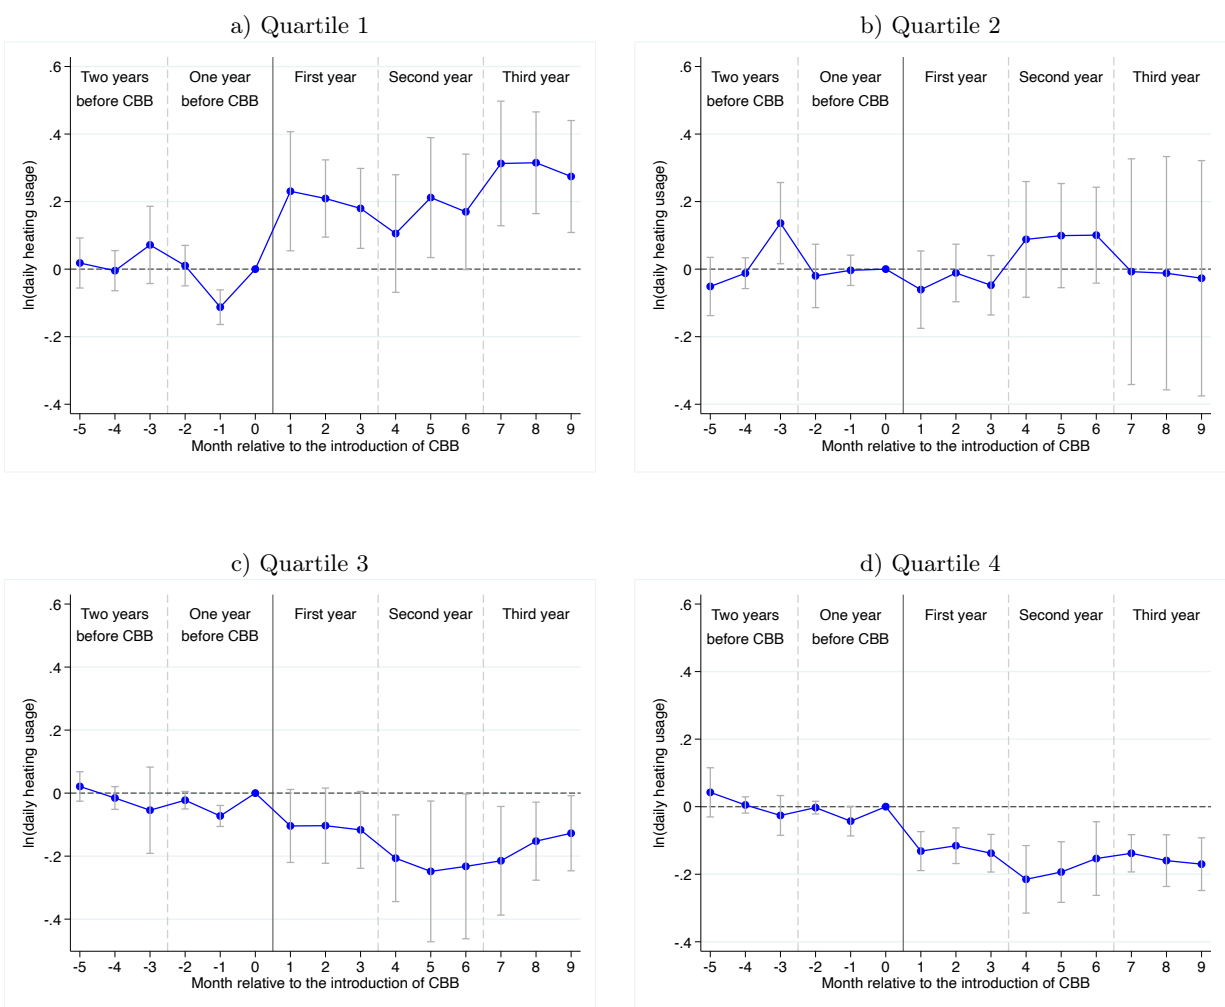 a) Quartile 1
Two years
before CBB
One year
before CBB
First year
Second year
Third year
ln(daily heating usage)
.6
.4
.2
0
-.2
-.4
-5 -4 -3 -2 -1 0 1 2 3 4 5 6 7 8 9
Month relative to the introduction of CBB
b) Quartile 2
Two years
before CBB
One year
before CBB
First year
Second year
Third year
ln(daily heating usage)
.6
.4
.2
0
-.2
-.4
-5 -4 -3 -2 -1 0 1 2 3 4 5 6 7 8 9
Month relative to the introduction of CBB
c) Quartile 3
Two years
before CBB
One year
before CBB
First year
Second year
Third year
ln(daily heating usage)
.6
.4
.2
0
-.2
-.4
-5 -4 -3 -2 -1 0 1 2 3 4 5 6 7 8 9
Month relative to the introduction of CBB
d) Quartile 4
Two years
before CBB
One year
before CBB
First year
Second year
Third year
ln(daily heating usage)
.6
.4
.2
0
-.2
-.4
-5 -4 -3 -2 -1 0 1 2 3 4 5 6 7 8 9
Month relative to the introduction of CBB